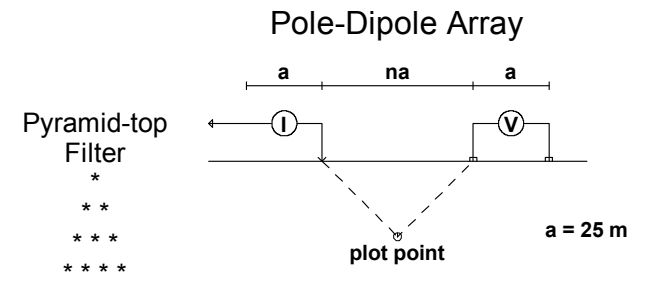 Pole-Dipole Array
a na a
Pyramid-top
Filter
I V
*
* *
* * *
* * * *
a = 25 m
plot point